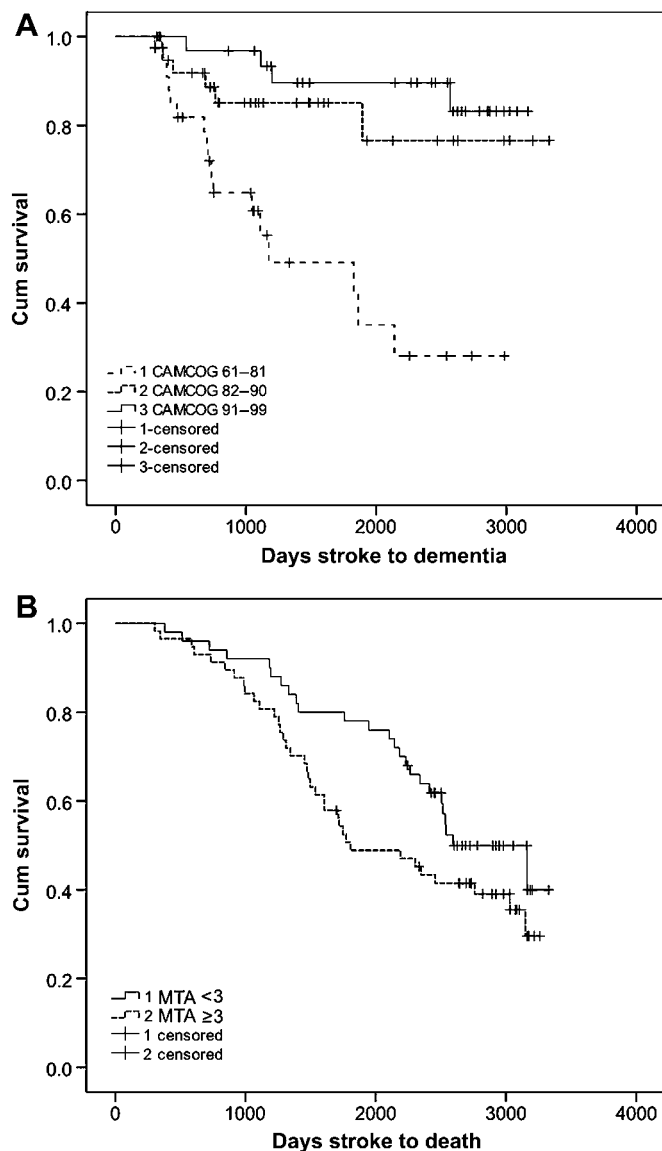 A
1.0
0.8
0.6
0.4
0.2
0.0
Cum survival
1 CAMCOG 61–81
2 CAMCOG 82–90
3 CAMCOG 91–99
1-censored
2-censored
3-censored
0 1000 2000 3000 4000
Days stroke to dementia
B
1.0
0.8
0.6
0.4
0.2
0.0
Cum survival
1 MTA <3
2 MTA ≥3
1 censored
2 censored
0 1000 2000 3000 4000
Days stroke to death